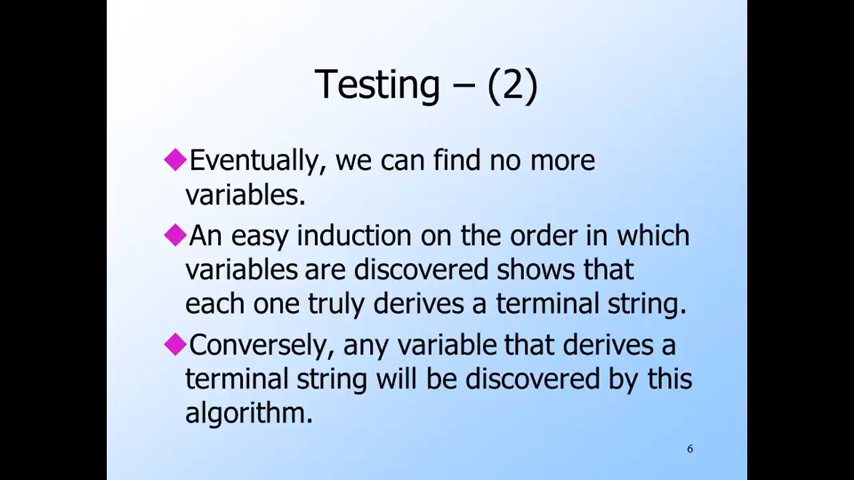 Testing – (2)
◆Eventually, we can find no more
variables.
◆An easy induction on the order in which
variables are discovered shows that
each one truly derives a terminal string.
◆Conversely, any variable that derives a
terminal string will be discovered by this
algorithm.
6